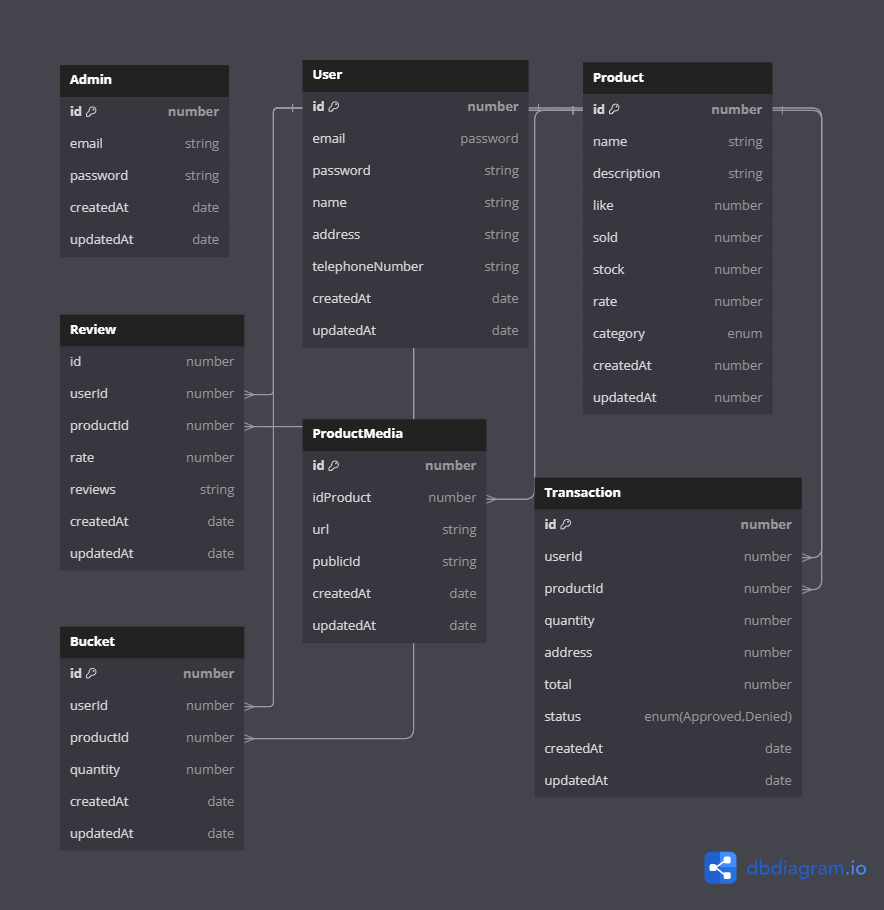 Admin
id number
email string
password string
createdAt date
updatedAt date
User
id number
email password
password string
name string
address string
telephoneNumber string
createdAt date
updatedAt date
Product
id number
name string
description string
like number
sold number
stock number
rate number
category enum
createdAt number
updatedAt number
Review
id number
userId number
productId number
rate number
reviews string
createdAt date
updatedAt date
ProductMedia
id number
idProduct number
url string
publicId string
createdAt date
updatedAt date
Transaction
id number
userId number
productId number
quantity number
address number
total number
status enum(Approved,Denied)
createdAt date
updatedAt date
Bucket
id number
userId number
productId number
quantity number
createdAt date
updatedAt date
dbdiagram.io